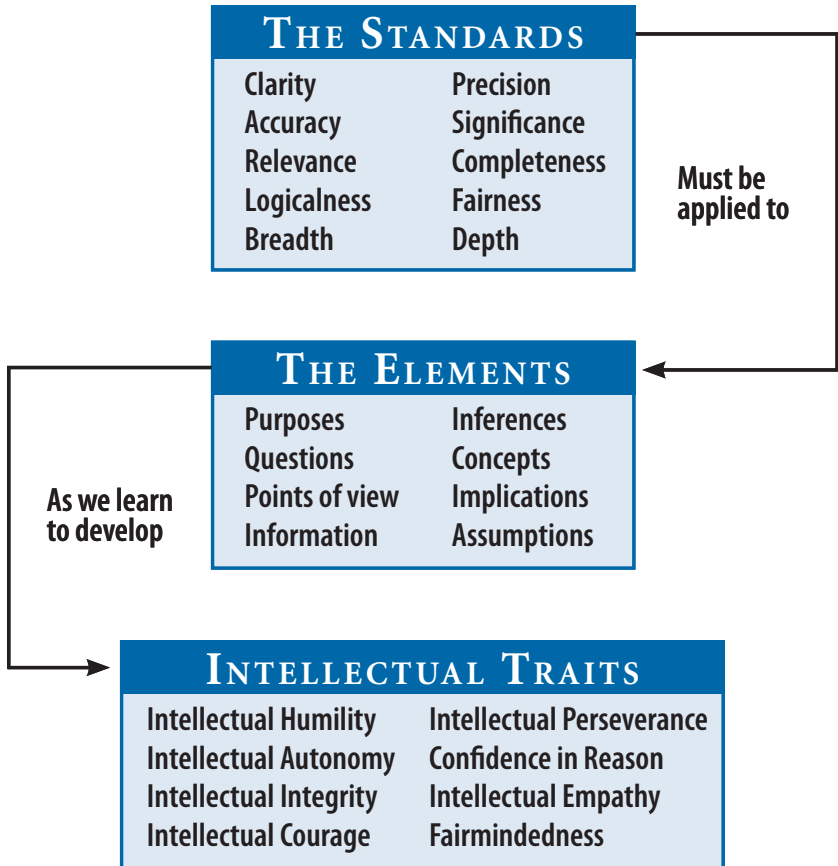 THE STANDARDS
Clarity Precision
Accuracy Significance
Relevance Completeness
Logicalness Fairness
Breadth Depth
Must be
applied to
THE ELEMENTS
Purposes Inferences
Questions Concepts
Points of view Implications
Information Assumptions
As we learn
to develop
INTELLECTUAL TRAITS
Intellectual Humility Intellectual Perseverance
Intellectual Autonomy Confidence in Reason
Intellectual Integrity Intellectual Empathy
Intellectual Courage Fairmindedness